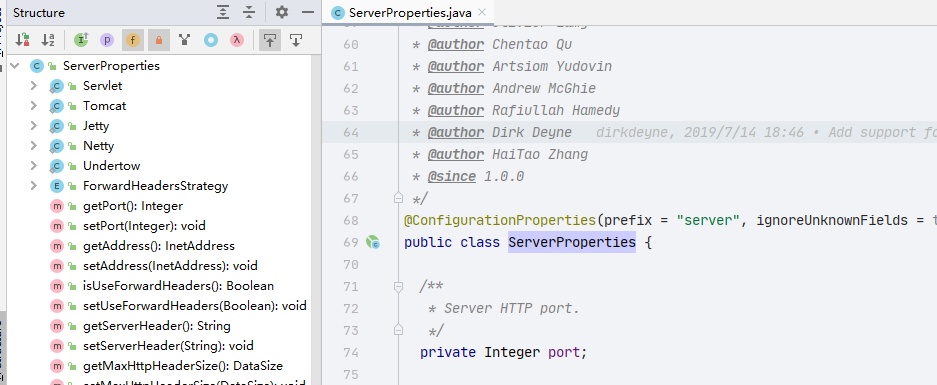 Structure
ServerProperties
Servlet
Tomcat
Jetty
Netty
Undertow
ForwardHeadersStrategy
getPort(): Integer
setPort(Integer): void
getAddress(): InetAddress
setAddress(InetAddress): void
isUseForwardHeaders(): Boolean
setUseForwardHeaders(Boolean): void
getServerHeader(): String
setServerHeader(String): void
getMaxHttpHeaderSize(): DataSize
setMaxHttpHeaderSize(DataSize): void
ServerProperties.java
60 * @author Chentao Qu
61 * @author Artsiom Yudovin
62 * @author Andrew McGhie
63 * @author Rafiullah Hamedy
64 * @author Dirk Deyne dirkdeyne, 2019/7/14 18:46 • Add support fo
65 * @author HaiTao Zhang
66 * @since 1.0.0
67 */
68 @ConfigurationProperties(prefix = "server", ignoreUnknownFields = t
69 public class ServerProperties {
70
71 /**
72 * Server HTTP port.
73 */
74 private Integer port;
75